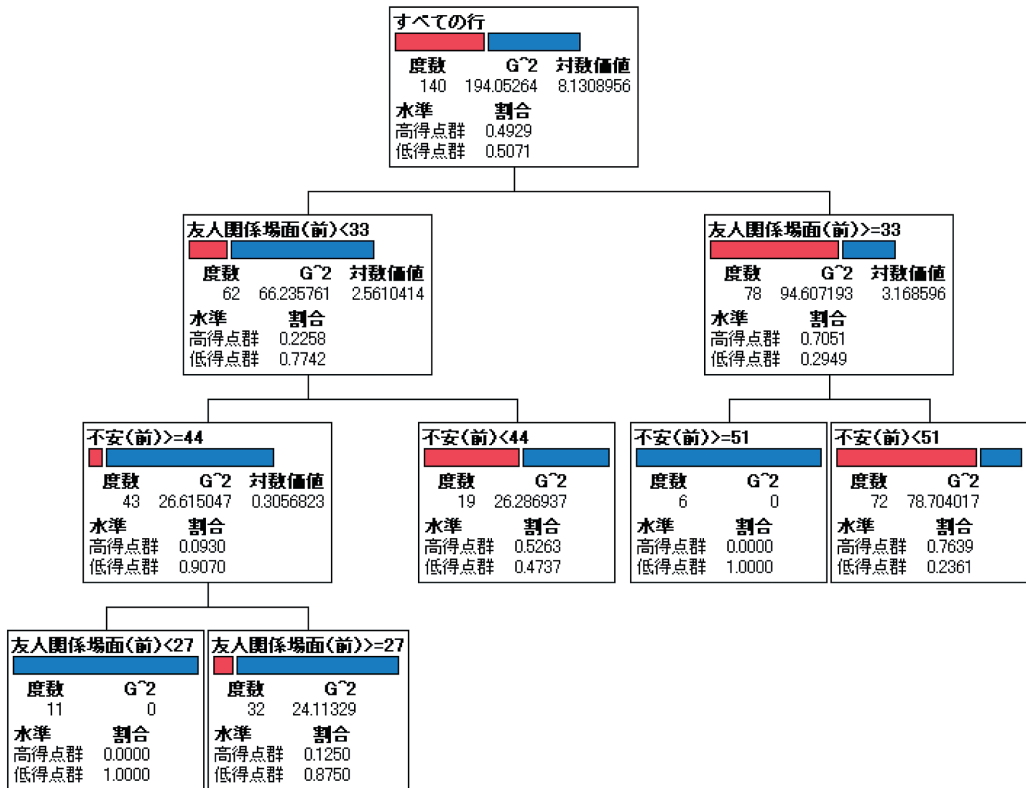 すべての行
度数 G^2 対数価値
140 194.05264 8.1308956
水準 割合
高得点群 0.4929
低得点群 0.5071
友人関係場面(前)<33
度数 G^2 対数価値
62 66.235761 2.5610414
水準 割合
高得点群 0.2258
低得点群 0.7742
友人関係場面(前)>=33
度数 G^2 対数価値
78 94.607193 3.168596
水準 割合
高得点群 0.7051
低得点群 0.2949
不安(前)>=44
度数 G^2 対数価値
43 26.615047 0.3056823
水準 割合
高得点群 0.0930
低得点群 0.9070
不安(前)<44
度数 G^2
19 26.286937
水準 割合
高得点群 0.5263
低得点群 0.4737
不安(前)>=51
度数 G^2
6 0
水準 割合
高得点群 0.0000
低得点群 1.0000
不安(前)<51
度数 G^2
72 78.704017
水準 割合
高得点群 0.7639
低得点群 0.2361
友人関係場面(前)<27
度数 G^2
11 0
水準 割合
高得点群 0.0000
低得点群 1.0000
友人関係場面(前)>=27
度数 G^2
32 24.11329
水準 割合
高得点群 0.1250
低得点群 0.8750